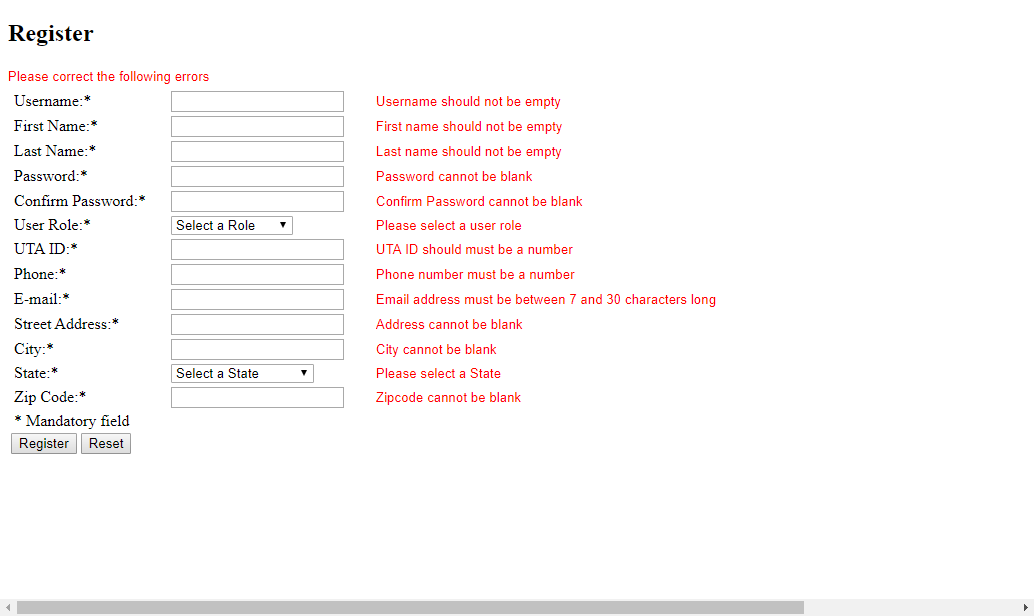 Register
Please correct the following errors
Username:* Username should not be empty
First Name:* First name should not be empty
Last Name:* Last name should not be empty
Password:* Password cannot be blank
Confirm Password:* Confirm Password cannot be blank
User Role:* Select a Role Please select a user role
UTA ID:* UTA ID should must be a number
Phone:* Phone number must be a number
E-mail:* Email address must be between 7 and 30 characters long
Street Address:* Address cannot be blank
City:* City cannot be blank
State:* Select a State Please select a State
Zip Code:* Zipcode cannot be blank
* Mandatory field
Register Reset